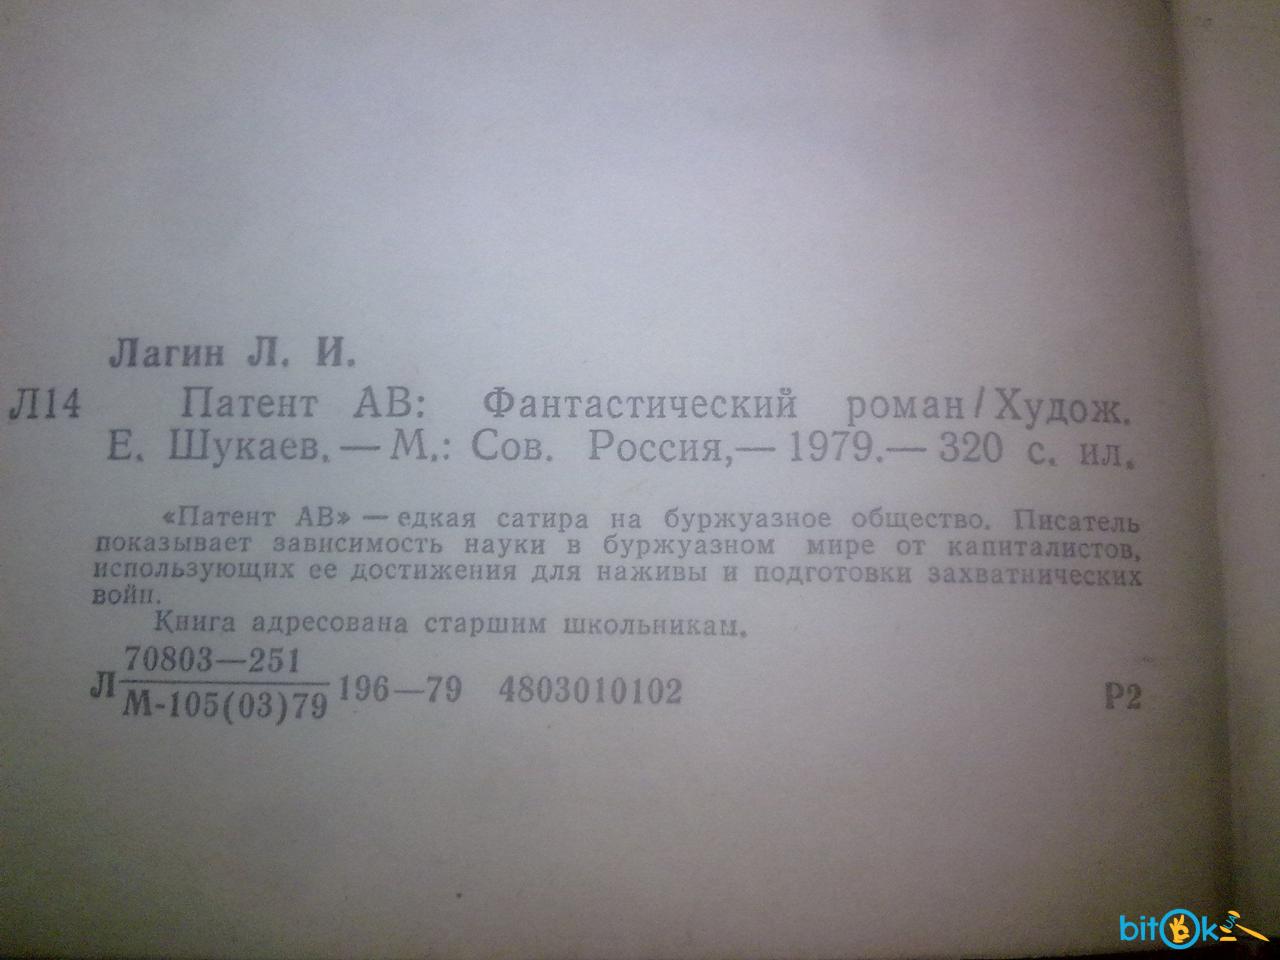 Лагин Л. И.
Л14 Патент АВ: Фантастический роман/Худож.
Е. Шукаев. — М.: Сов. Россия,— 1979.— 320 с. ил.
«Патент АВ» — едкая сатира на буржуазное общество. Писатель
показывает зависимость науки в буржуазном мире от капиталистов,
использующих ее достижения для наживы и подготовки захватнических
войн.
Книга адресована старшим школьникам.
70803—251
Л 196—79 4803010102 Р2
М-105(03)79
bitOk UA